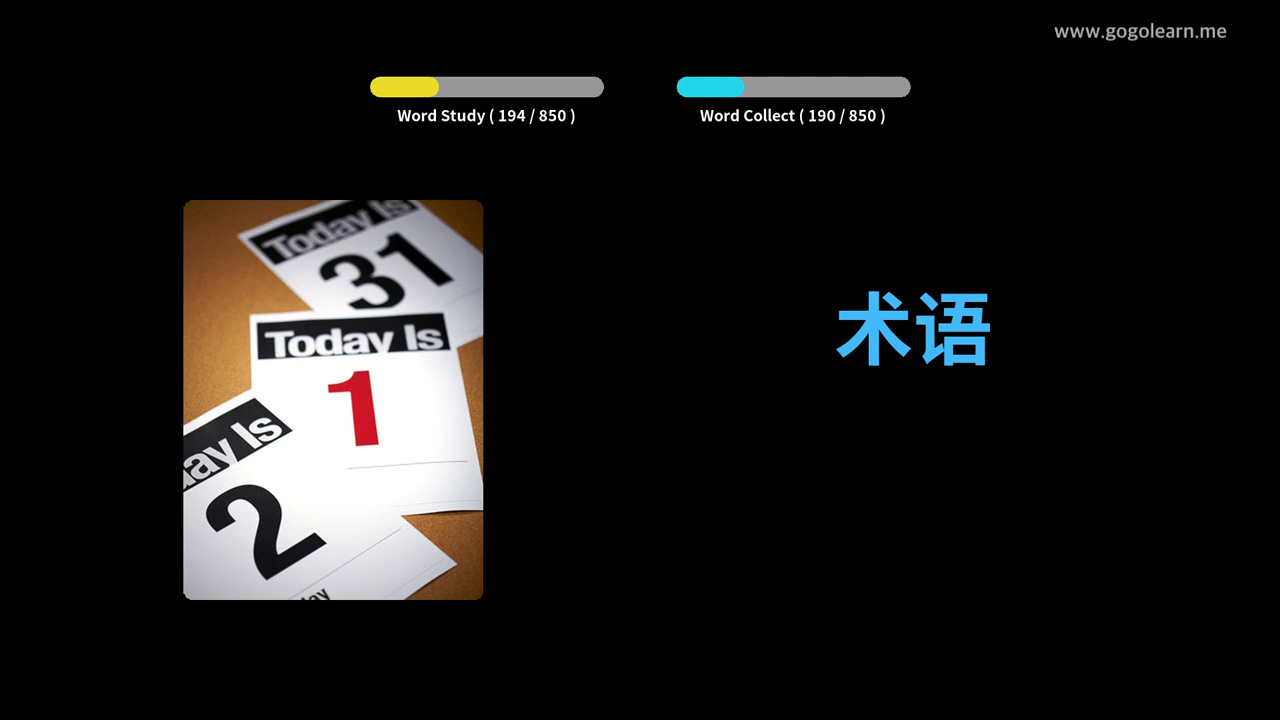 www.gogolearn.me
Word Study ( 194 / 850 )
Word Collect ( 190 / 850 )
Today Is
31
Today Is
1
ay Is
2
术语